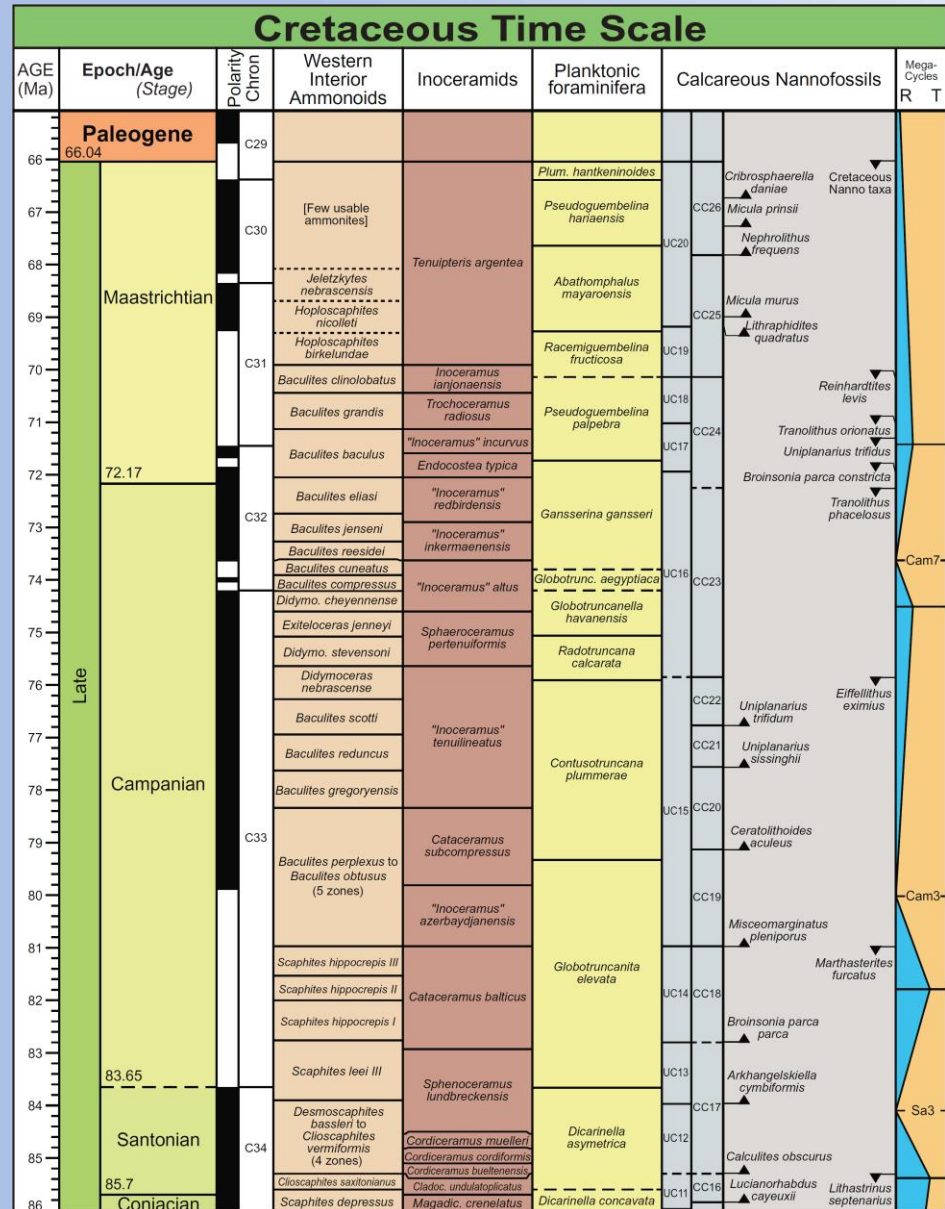 Cretaceous Time Scale
AGE
(Ma)
Epoch/Age
(Stage)
Polarity
Chron
Western
Interior
Ammonoids
Inoceramids
Planktonic
foraminifera
Calcareous Nannofossils
Mega-
Cycles
R T
66
67
68
69
70
71
72
73
74
75
76
77
78
79
80
81
82
83
84
85
86
Paleogene
66.04
Late
Maastrichtian
72.17
Campanian
83.65
Santonian
85.7
Coniacian
C29
C30
C31
C32
C33
C34
[Few usable
ammonites]
Jeletzkytes
nebrascensis
Hoploscaphites
nicolleti
Hoploscaphites
birkelundae
Baculites clinolobatus
Baculites grandis
Baculites baculus
Baculites eliasi
Baculites jenseni
Baculites reesidei
Baculites cuneatus
Baculites compressus
Didymo. cheyennense
Exiteloceras jenneyi
Didymo. stevensoni
Didymoceras
nebrascense
Baculites scotti
Baculites reduncus
Baculites gregoryensis
Baculites perplexus to
Baculites obtusus
(5 zones)
Scaphites hippocrepis III
Scaphites hippocrepis II
Scaphites hippocrepis I
Scaphites leei III
Desmoscaphites
bassleri to
Clioscaphites
vermiformis
(4 zones)
Clioscaphites saxitonianus
Scaphites depressus
Tenuipteris argentea
Inoceramus
ianjonaensis
Trochoceramus
radiosus
"Inoceramus" incurvus
Endocostea typica
"Inoceramus"
redbirdensis
"Inoceramus"
inkermaenensis
"Inoceramus" altus
Sphaeroceramus
pertenuiformis
"Inoceramus"
tenuilineatus
Cataceramus
subcompressus
"Inoceramus"
azerbaydjanensis
Cataceramus balticus
Sphenoceramus
lundbreckensis
Cordiceramus muelleri
Cordiceramus cordiformis
Cordiceramus bueltenensis
Cladoc. undulatoplicatus
Magadic. crenelatus
Plum. hantkeninoides
Pseudoguembelina
hariaensis
Abathomphalus
mayaroensis
Racemiguembelina
fructicosa
Pseudoguembelina
palpebra
Gansserina gansseri
Globotrunc. aegyptiaca
Globotruncanella
havanensis
Radotruncana
calcarata
Contusotruncana
plummerae
Globotruncanita
elevata
Dicarinella
asymetrica
Dicarinella concavata
UC20
UC19
UC18
UC17
UC16
UC15
UC14
UC13
UC12
UC11
CC26
CC25
CC24
CC23
CC22
CC21
CC20
CC19
CC18
CC17
CC16
Cribrosphaerella
daniae
Micula prinsii
Nephrolithus
frequens
Micula murus
Lithraphidites
quadratus
Uniplanarius
trifidum
Uniplanarius
sissinghii
Ceratolithoides
aculeus
Misceomarginatus
pleniporus
Broinsonia parca
parca
Arkhangelskiella
cymbiformis
Calculites obscurus
Lucianorhabdus
cayeuxii
Cretaceous
Nanno taxa
Reinhardtites
levis
Tranolithus orionatus
Uniplanarius trifidus
Broinsonia parca constricta
Tranolithus
phacelosus
Eiffellithus
eximius
Marthasterites
furcatus
Lithastrinus
septenarius
Cam7
Cam3
Sa3